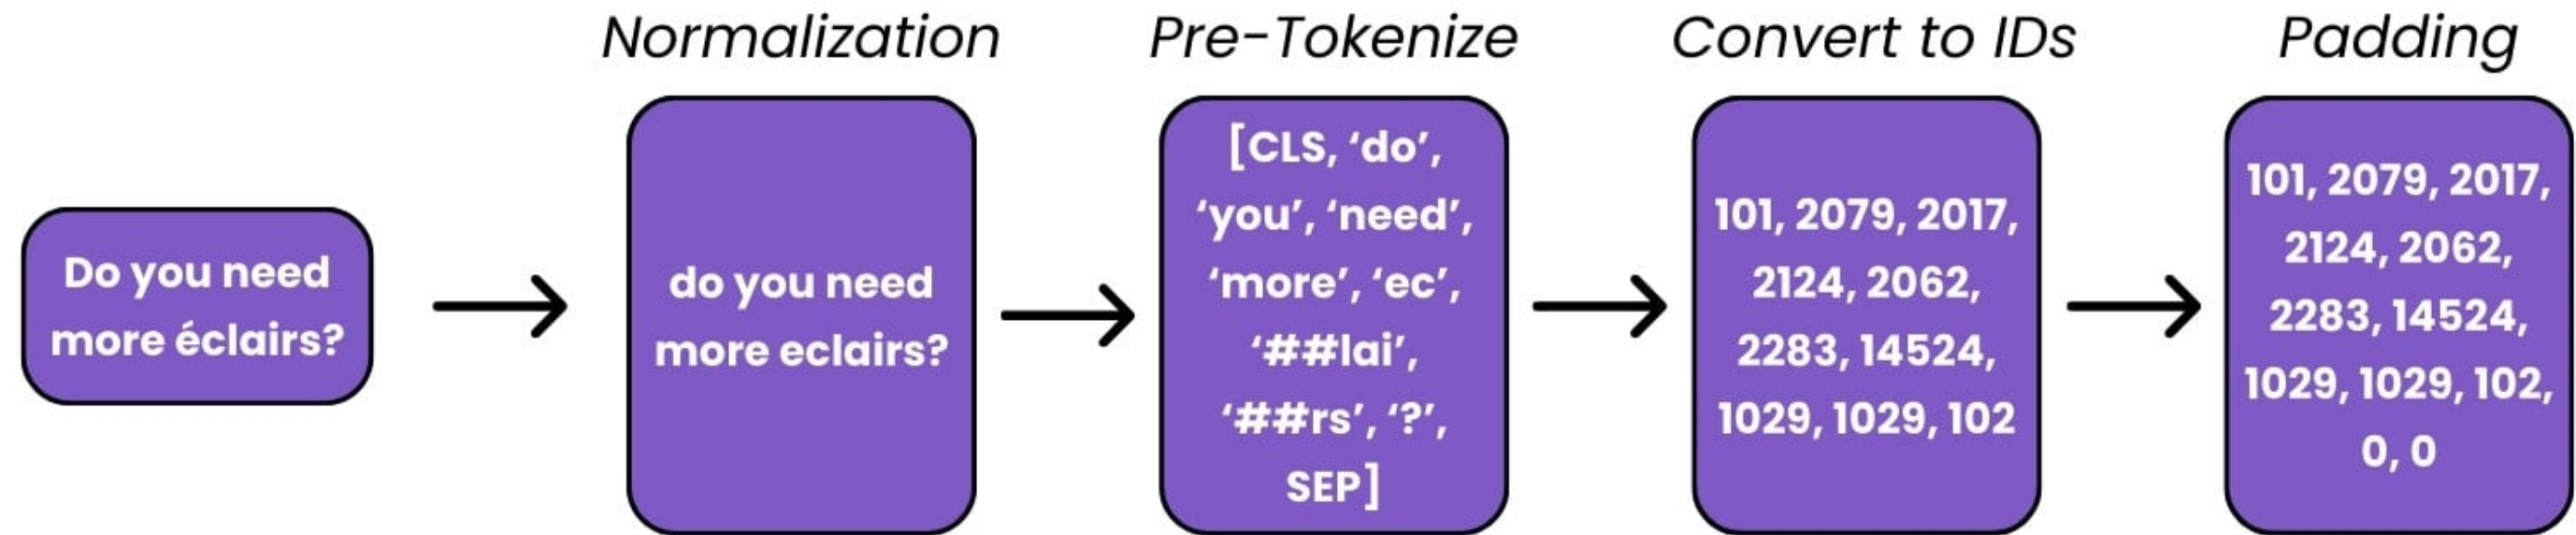 Normalization
Pre-Tokenize
Convert to IDs
Padding
Do you need
more éclairs?
do you need
more eclairs?
[CLS, ‘do’,
‘you’, ‘need’,
‘more’, ‘ec’,
‘##lai’,
‘##rs’, ‘?’,
SEP]
101, 2079, 2017,
2124, 2062,
2283, 14524,
1029, 1029, 102
101, 2079, 2017,
2124, 2062,
2283, 14524,
1029, 1029, 102,
0, 0